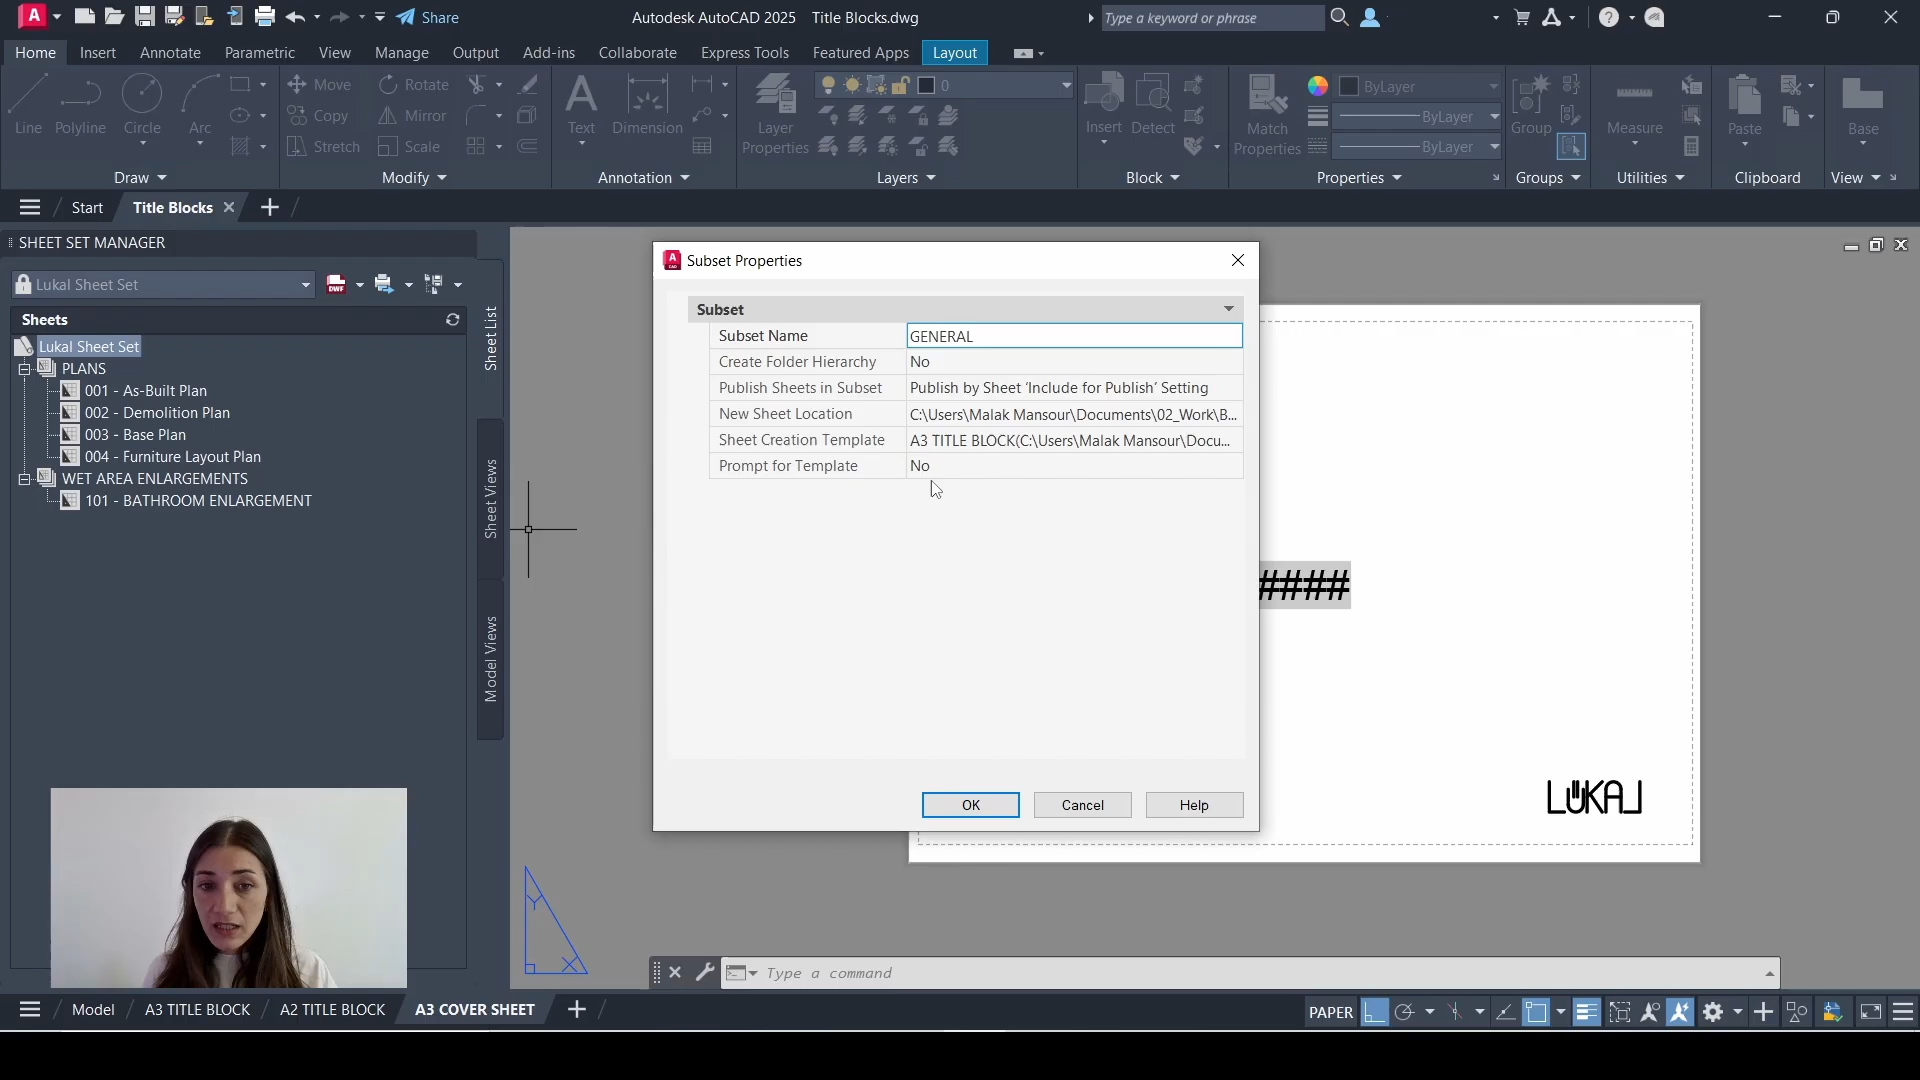 Share
Autodesk AutoCAD 2025 Title Blocks.dwg
Type a keyword or phrase
Home Insert Annotate Parametric View Manage Output Add-ins Collaborate Express Tools Featured Apps Layout
Line Polyline Circle Arc
Move Rotate
Copy Mirror
Stretch Scale
Text Dimension
Layer Properties
0
Insert Detect
Match Properties
ByLayer
ByLayer
ByLayer
Group
Measure
Paste
Base
Draw Modify Annotation Layers Block Properties Groups Utilities Clipboard View
Start Title Blocks
SHEET SET MANAGER
Lukal Sheet Set
DWF
Sheets
Lukal Sheet Set
PLANS
001 - As-Built Plan
002 - Demolition Plan
003 - Base Plan
004 - Furniture Layout Plan
WET AREA ENLARGEMENTS
101 - BATHROOM ENLARGEMENT
Sheet List
Sheet Views
Model Views
Subset Properties
Subset
Subset Name GENERAL
Create Folder Hierarchy No
Publish Sheets in Subset Publish by Sheet ‘Include for Publish’ Setting
New Sheet Location C:\Users\Malak Mansour\Documents\02_Work\B...
Sheet Creation Template A3 TITLE BLOCK(C:\Users\Malak Mansour\Docu...
Prompt for Template No
OK Cancel Help
####
LUKAL
Y
X
Type a command
Model A3 TITLE BLOCK A2 TITLE BLOCK A3 COVER SHEET
PAPER